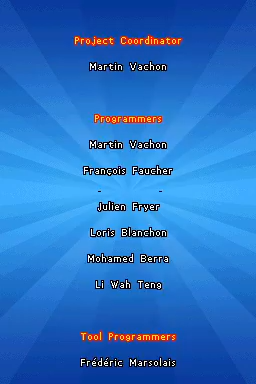 Project Coordinator
Martin Vachon
Programmers
Martin Vachon
François Faucher
Julien Fryer
Loris Blanchon
Mohamed Berra
Li Wah Teng
Tool Programmers
Frédéric Marsolais